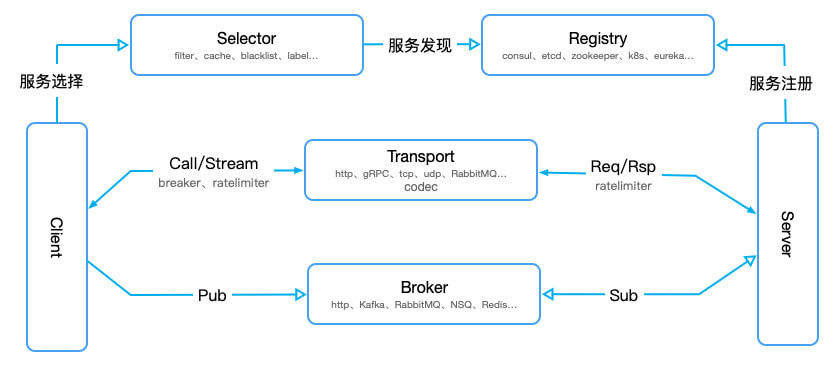 Selector
filter、cache、blacklist、label...
服务发现
Registry
consul、etcd、zookeeper、k8s、eureka...
服务选择
服务注册
Call/Stream
breaker、ratelimiter
Transport
http、gRPC、tcp、udp、RabbitMQ...
codec
Req/Rsp
ratelimiter
Client
Server
Pub
Broker
http、Kafka、RabbitMQ、NSQ、Redis...
Sub